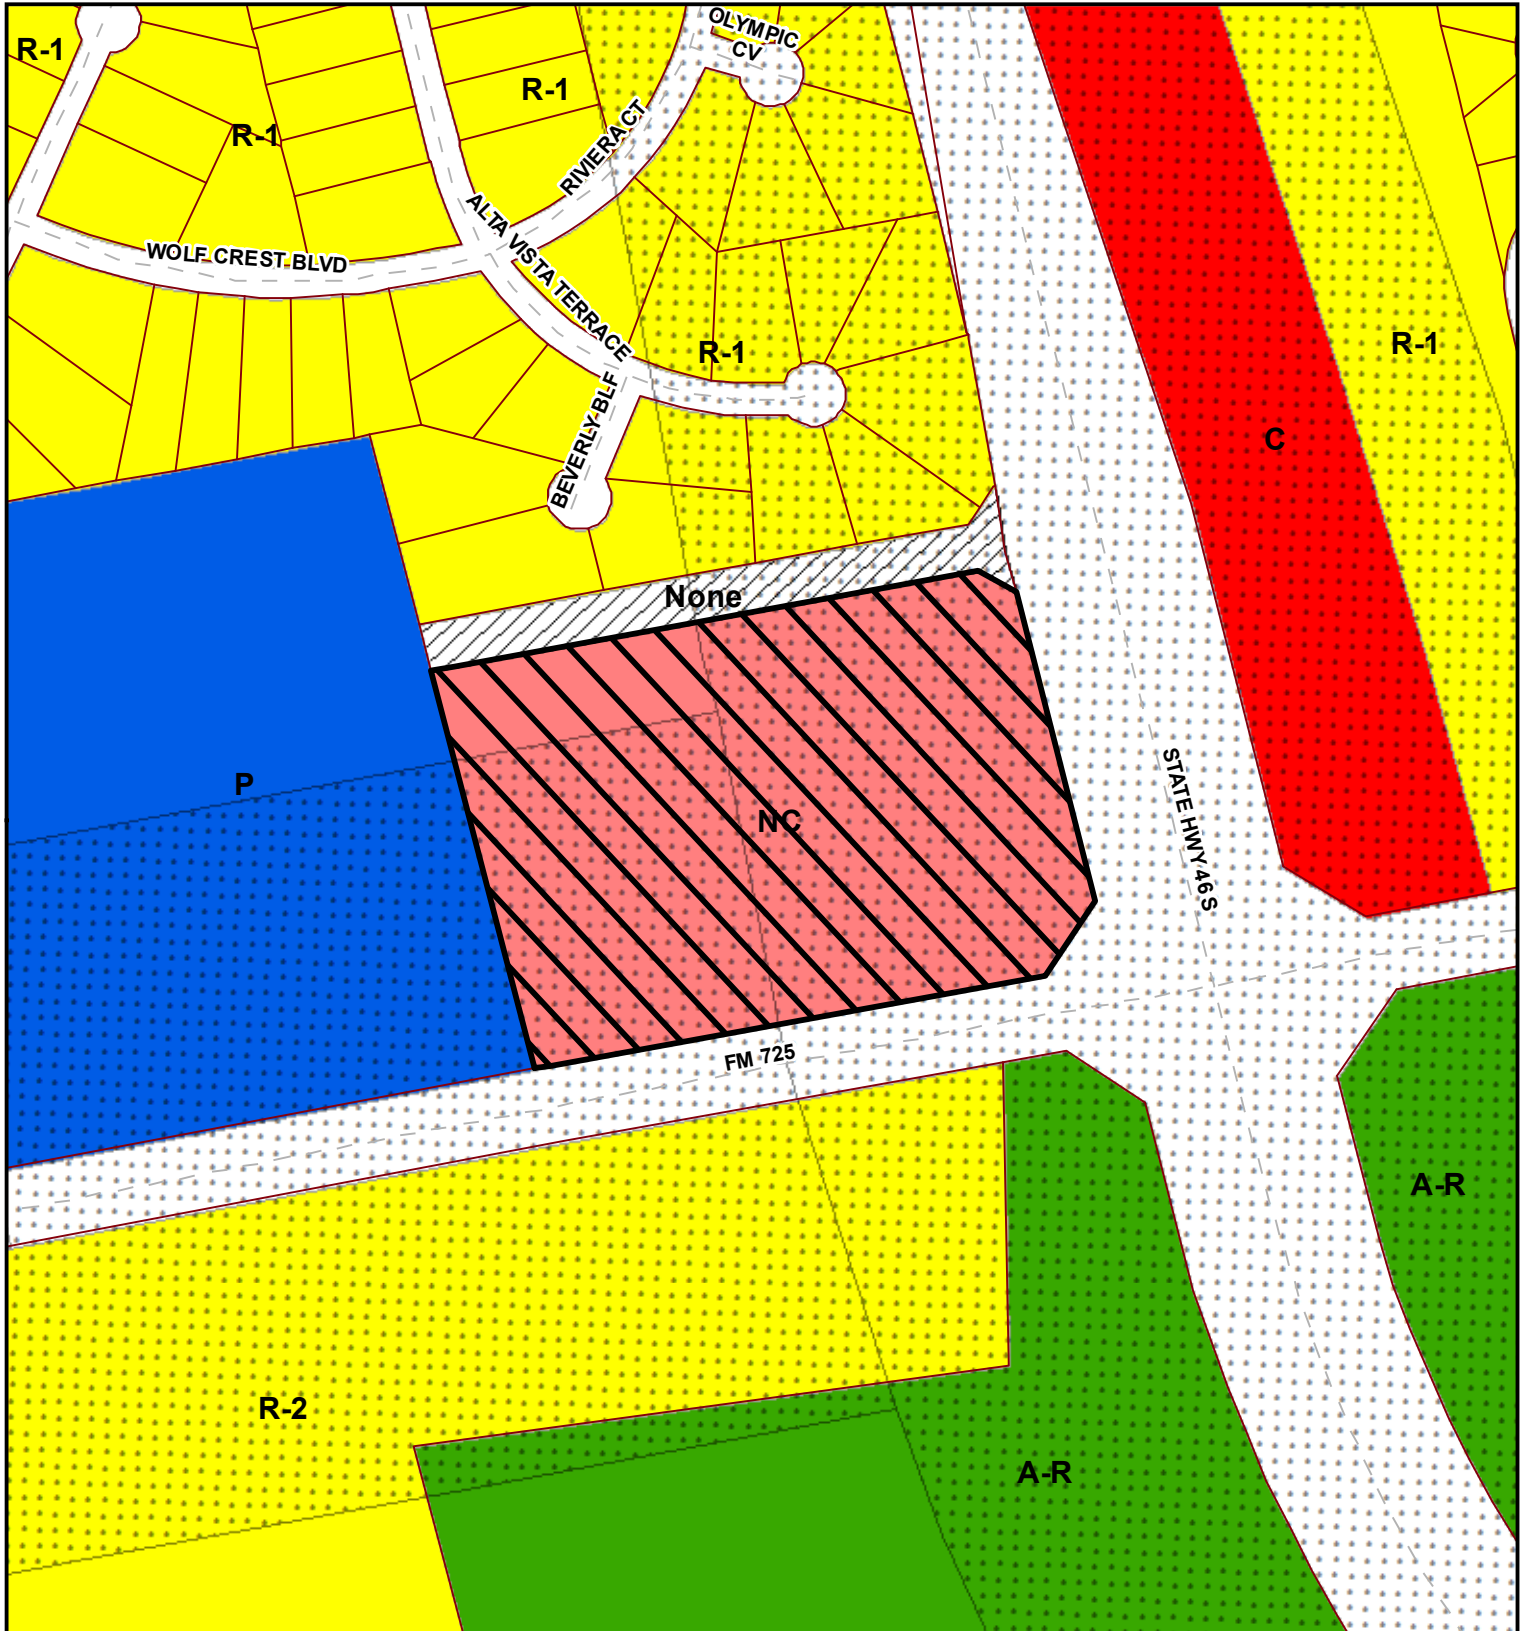 OLYMPIC
CV
R-1
R-1
R-1
RIVIERA CT
ALTA VISTA TERRACE
WOLF CREST BLVD
R-1
R-1
BEVERLY BLF
C
None
P
NC
STATE HWY 46 S
FM 725
A-R
R-2
A-R